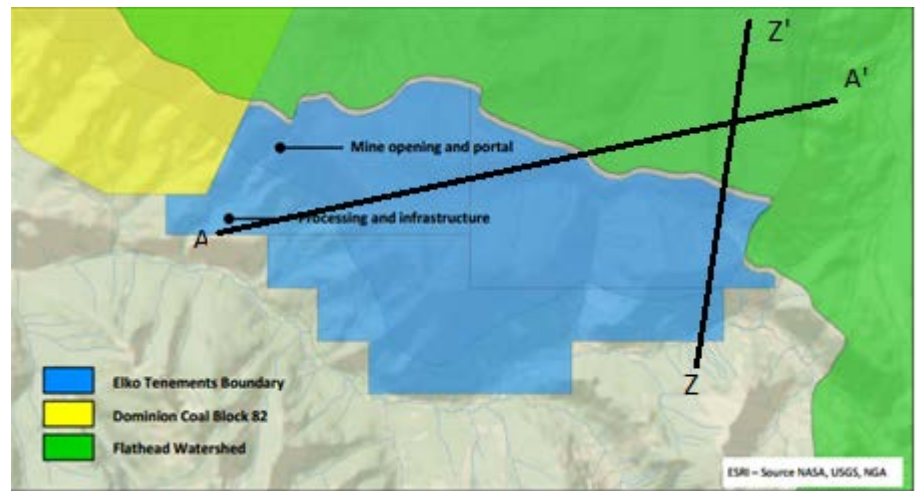 Z'
A'
Mine opening and portal
Processing and infrastructure
A
Z
Elko Tenements Boundary
Dominion Coal Block 82
Flathead Watershed
ESRI – Source NASA, USGS, NGA